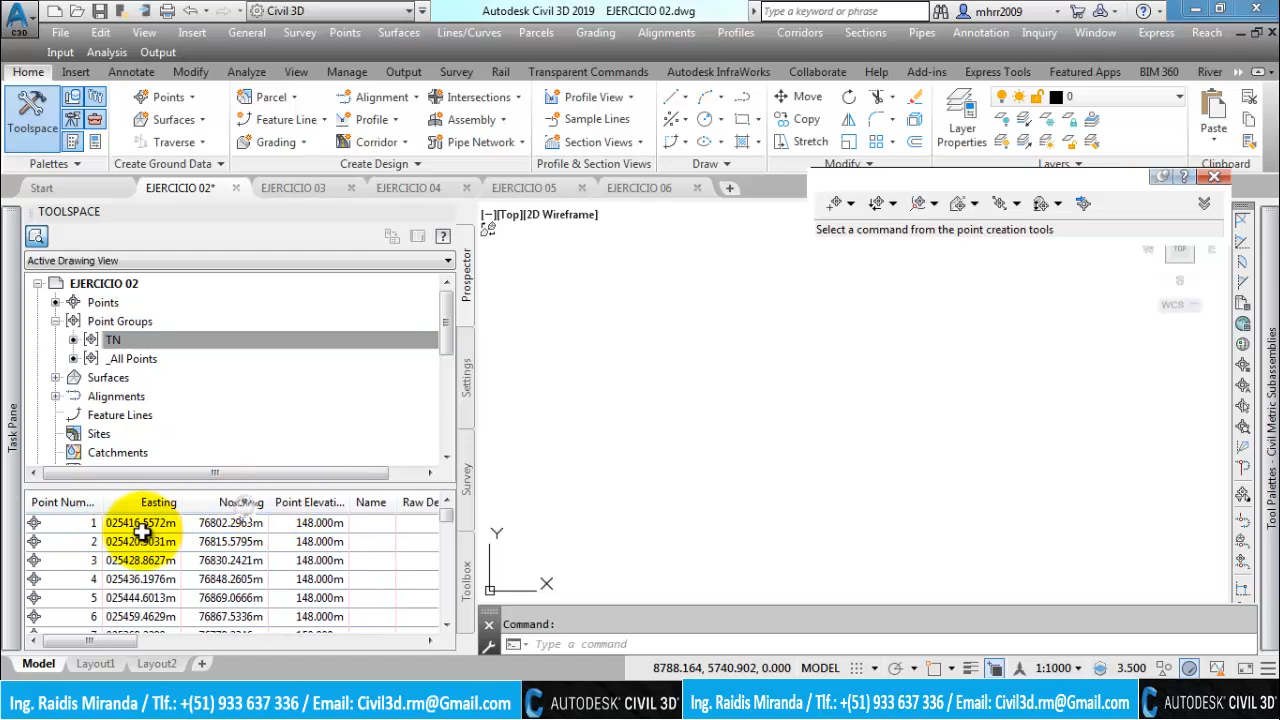 Civil 3D
Autodesk Civil 3D 2019 EJERCICIO 02.dwg
Type a keyword or phrase
mhrr2009
C3D
File Edit View Insert General Survey Points Surfaces Lines/Curves Parcels Grading Alignments Profiles Corridors Sections Pipes Annotation Inquiry Window Express Reach
Input Analysis Output
Home Insert Annotate Modify Analyze View Manage Output Survey Rail Transparent Commands Autodesk InfraWorks Collaborate Help Add-ins Express Tools Featured Apps BIM 360 River
Points Parcel Alignment Intersections Profile View Move 0
Toolspace Surfaces Feature Line Profile Assembly Sample Lines Copy Layer Properties Paste
Traverse Grading Corridor Pipe Network Section Views Stretch
Palettes Create Ground Data Create Design Profile & Section Views Draw Modify Layers Clipboard
Start EJERCICIO 02* EJERCICIO 03 EJERCICIO 04 EJERCICIO 05 EJERCICIO 06
TOOLSPACE
[−][Top][2D Wireframe]
Select a command from the point creation tools
Active Drawing View
TOP
S
WCS
EJERCICIO 02
Points
Point Groups
TN
_All Points
Surfaces
Alignments
Feature Lines
Sites
Catchments
Prospector
Settings
Survey
Toolbox
Task Pane
Tool Palettes - Civil Metric Subassemblies
Point Num... Easting Point Elevati... Name Raw De
1 025416.5572m 76802.2963m 148.000m
2 76815.5795m 148.000m
3 025428.8627m 76830.2421m 148.000m
4 025436.1976m 76848.2605m 148.000m
5 025444.6013m 76869.0666m 148.000m
6 025459.4629m 76867.5336m 148.000m
Y
X
Command:
Type a command
Model Layout1 Layout2
8788.164, 5740.902, 0.000 MODEL 1:1000 3.500
Ing. Raidis Miranda / Tlf.: +(51) 933 637 336 / Email: Civil3d.rm@Gmail.com C3D AUTODESK® CIVIL 3D® Ing. Raidis Miranda / Tlf.: +(51) 933 637 336 / Email: Civil3d.rm@Gmail.com C3D AUTODESK® CIVIL 3D